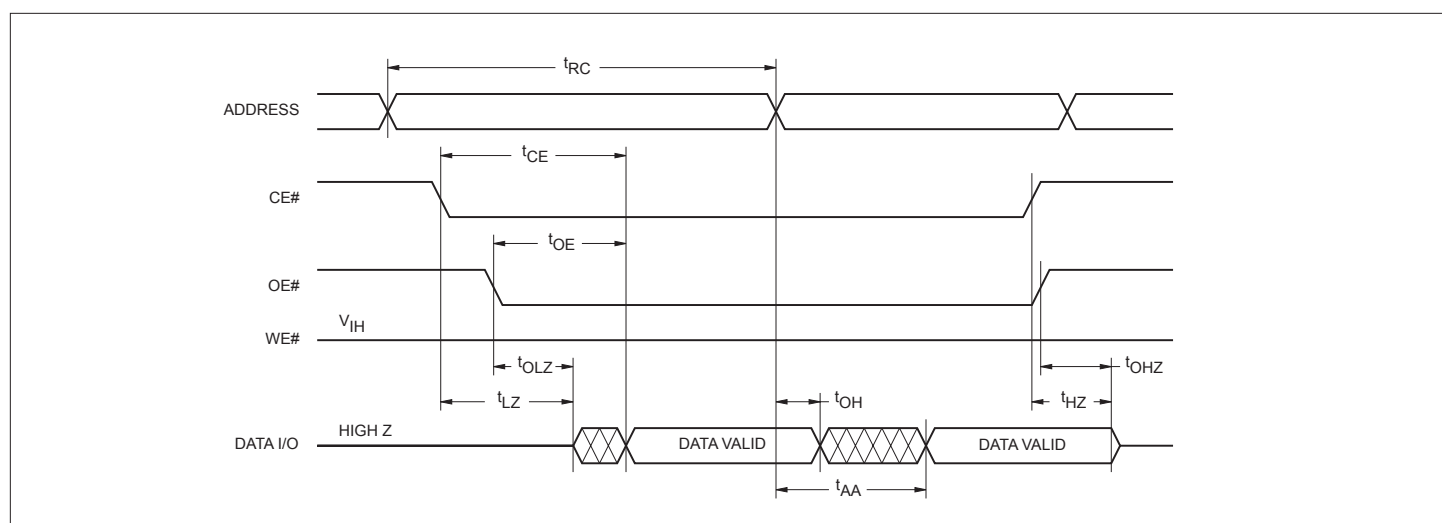 tRC
ADDRESS
tCE
CE#
tOE
OE#
VIH
WE#
tOLZ
tOHZ
tLZ
tOH
tHZ
HIGH Z
DATA I/O
DATA VALID
DATA VALID
tAA